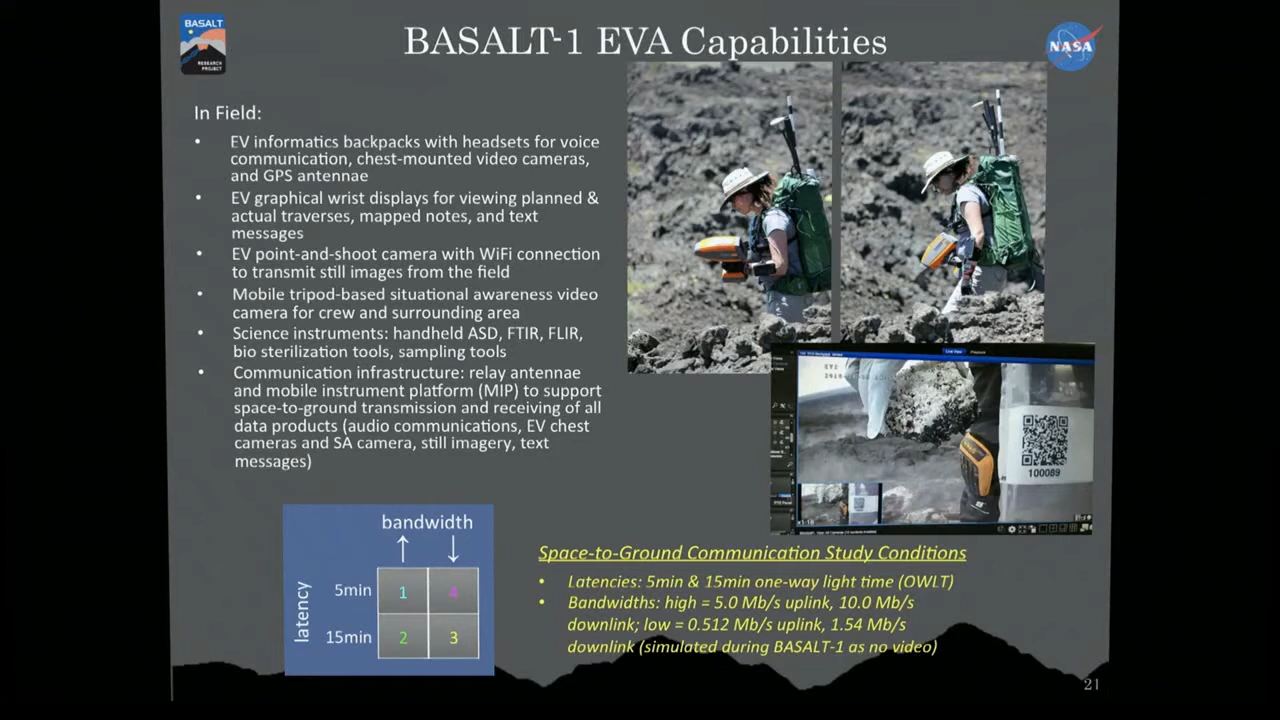 BASALT
RESEARCH
PROJECT
BASALT-1 EVA Capabilities
NASA
In Field:
• EV informatics backpacks with headsets for voice
communication, chest-mounted video cameras,
and GPS antennae
• EV graphical wrist displays for viewing planned &
actual traverses, mapped notes, and text
messages
• EV point-and-shoot camera with WiFi connection
to transmit still images from the field
• Mobile tripod-based situational awareness video
camera for crew and surrounding area
• Science instruments: handheld ASD, FTIR, FLIR,
bio sterilization tools, sampling tools
• Communication infrastructure: relay antennae
and mobile instrument platform (MIP) to support
space-to-ground transmission and receiving of all
data products (audio communications, EV chest
cameras and SA camera, still imagery, text
messages)
Live View
Playback
EV2
100089
bandwidth
↑ ↓
latency
5min 1 4
15min 2 3
Space-to-Ground Communication Study Conditions
• Latencies: 5min & 15min one-way light time (OWLT)
• Bandwidths: high = 5.0 Mb/s uplink, 10.0 Mb/s
downlink; low = 0.512 Mb/s uplink, 1.54 Mb/s
downlink (simulated during BASALT-1 as no video)
21